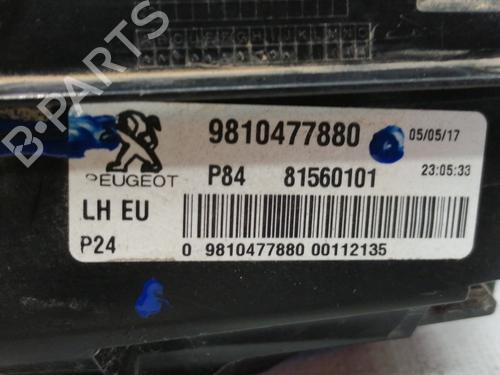 9810477880
05/05/17
PEUGEOT
P84 81560101
23:05:33
LH EU
P24
0 9810477880 00112135
B-PARTS